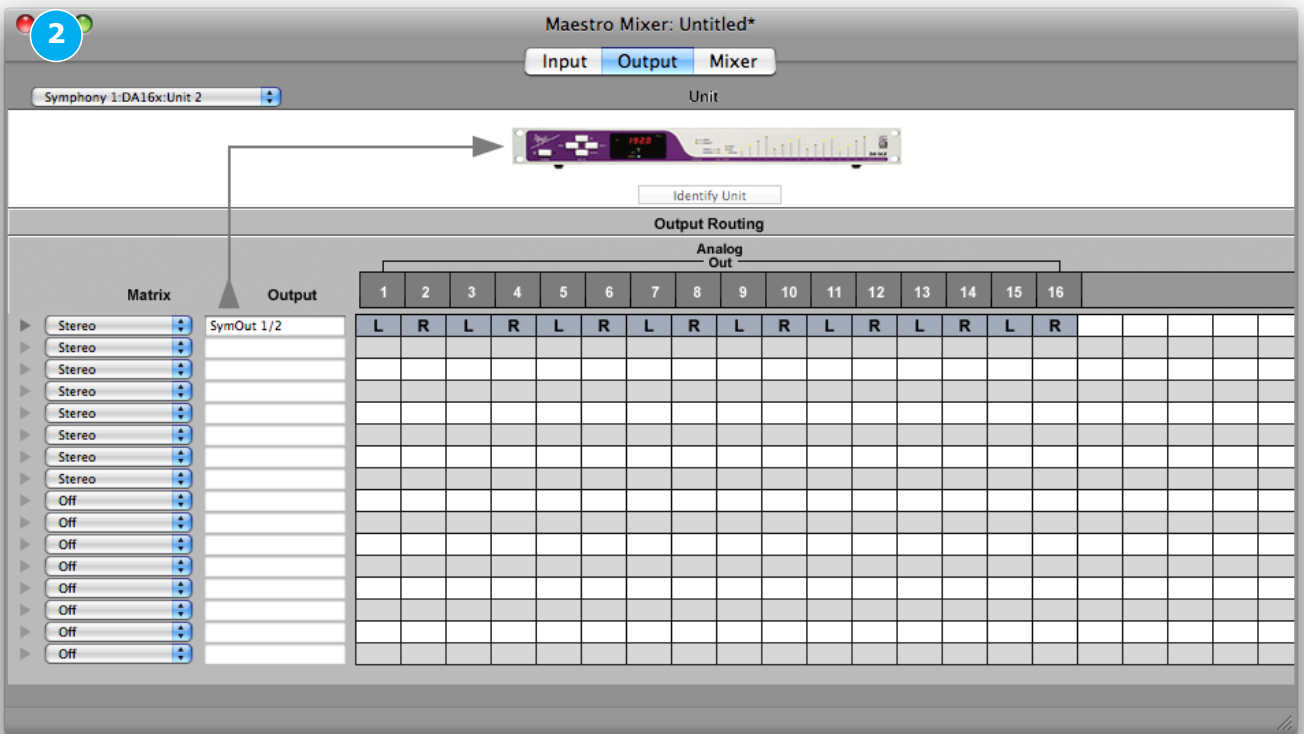 2
Maestro Mixer: Untitled*
Input Output Mixer
Symphony 1:DA16x:Unit 2
Unit
192.0
Identify Unit
Output Routing
Analog
Out
Matrix Output 1 2 3 4 5 6 7 8 9 10 11 12 13 14 15 16
Stereo SymOut 1/2 L R L R L R L R L R L R L R L R
Stereo
Stereo
Stereo
Stereo
Stereo
Stereo
Stereo
Off
Off
Off
Off
Off
Off
Off
Off